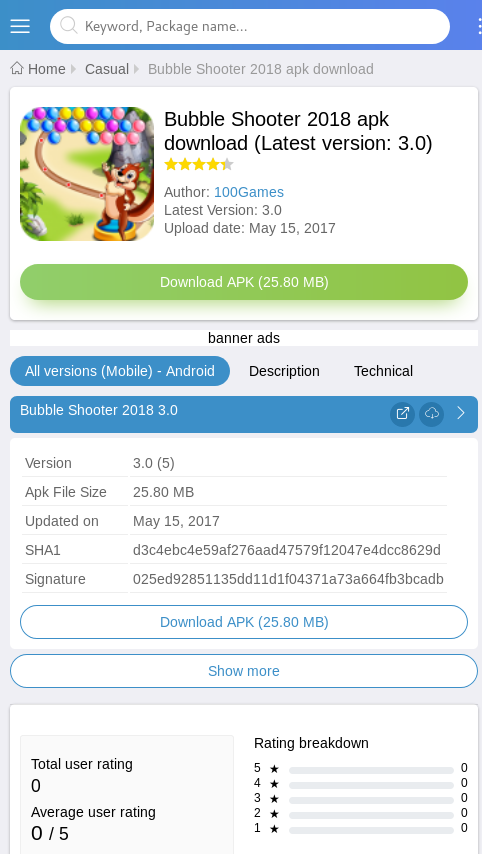 Keyword, Package name...
Home Casual Bubble Shooter 2018 apk download
Bubble Shooter 2018 apk
download (Latest version: 3.0)
Author: 100Games
Latest Version: 3.0
Upload date: May 15, 2017
Download APK (25.80 MB)
banner ads
All versions (Mobile) - Android Description Technical
Bubble Shooter 2018 3.0
Version 3.0 (5)
Apk File Size 25.80 MB
Updated on May 15, 2017
SHA1 d3c4ebc4e59af276aad47579f12047e4dcc8629d
Signature 025ed92851135dd11d1f04371a73a664fb3bcadb
Download APK (25.80 MB)
Show more
Total user rating
0
Average user rating
0 / 5
Rating breakdown
5 ★ 0
4 ★ 0
3 ★ 0
2 ★ 0
1 ★ 0